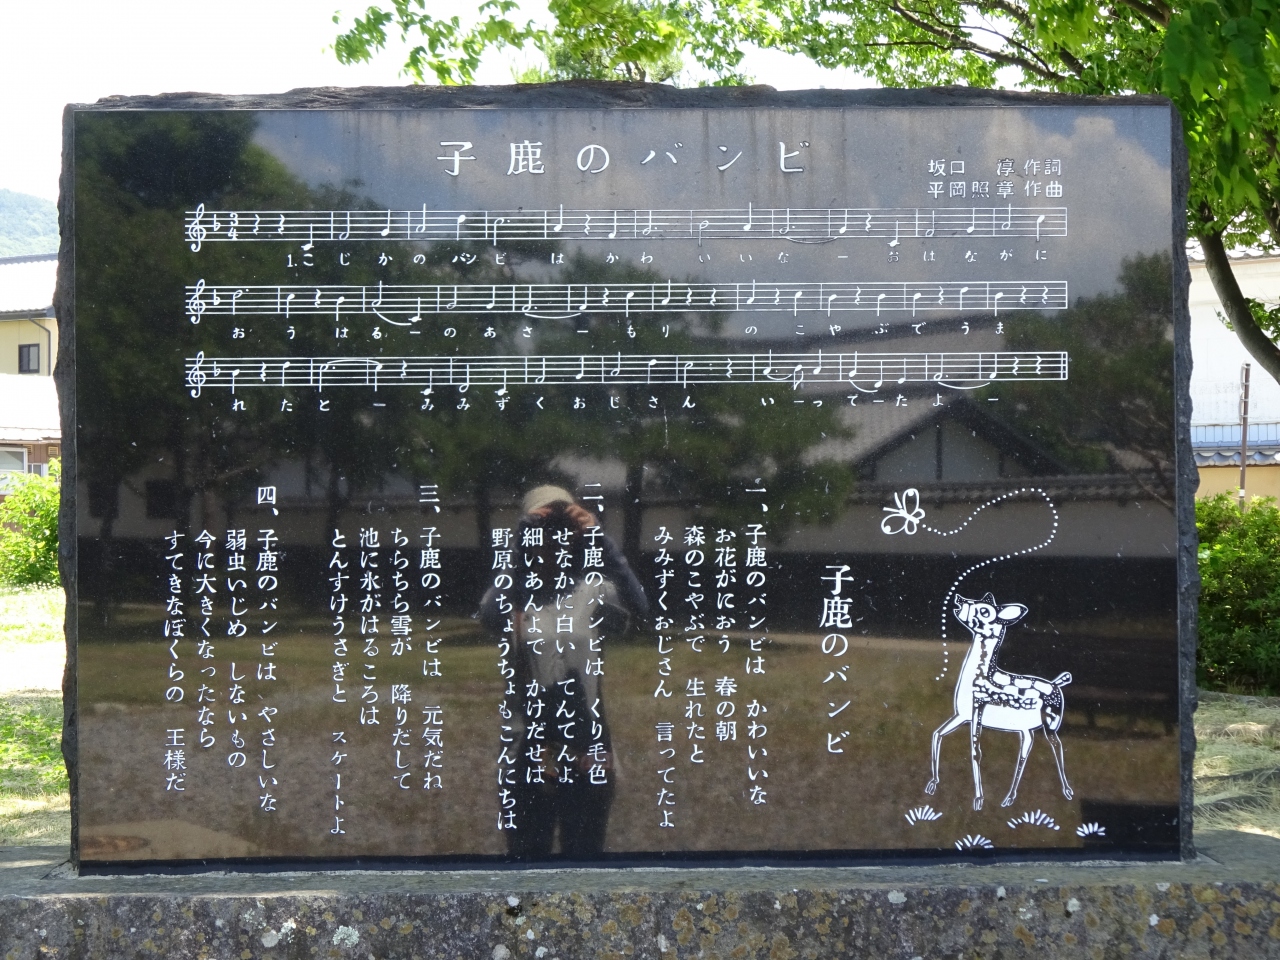 子鹿のバンビ
坂口 淳 作詞
平岡照章 作曲
1.こじかのバンビはかわいいなーおはながに
おうはるーのあさーもりのこやぶでうま
れたとーみみずくおじさんいーってーたよー
子鹿のバンビ
一、子鹿のバンビは かわいいな
お花がにおう 春の朝
森のこやぶで 生れたと
みみずくおじさん 言ってたよ
二、子鹿のバンビは くり毛色
せなかに白い てんてんよ
細いあんよで かけだせば
野原のちょうちょもこんにちは
三、子鹿のバンビは 元気だね
ちらちら雪が 降りだして
池に氷がはるころは
とんすけうさぎと スケートよ
四、子鹿のバンビは やさしいな
弱虫いじめ しないもの
今に大きくなったなら
すてきなぼくらの 王様だ